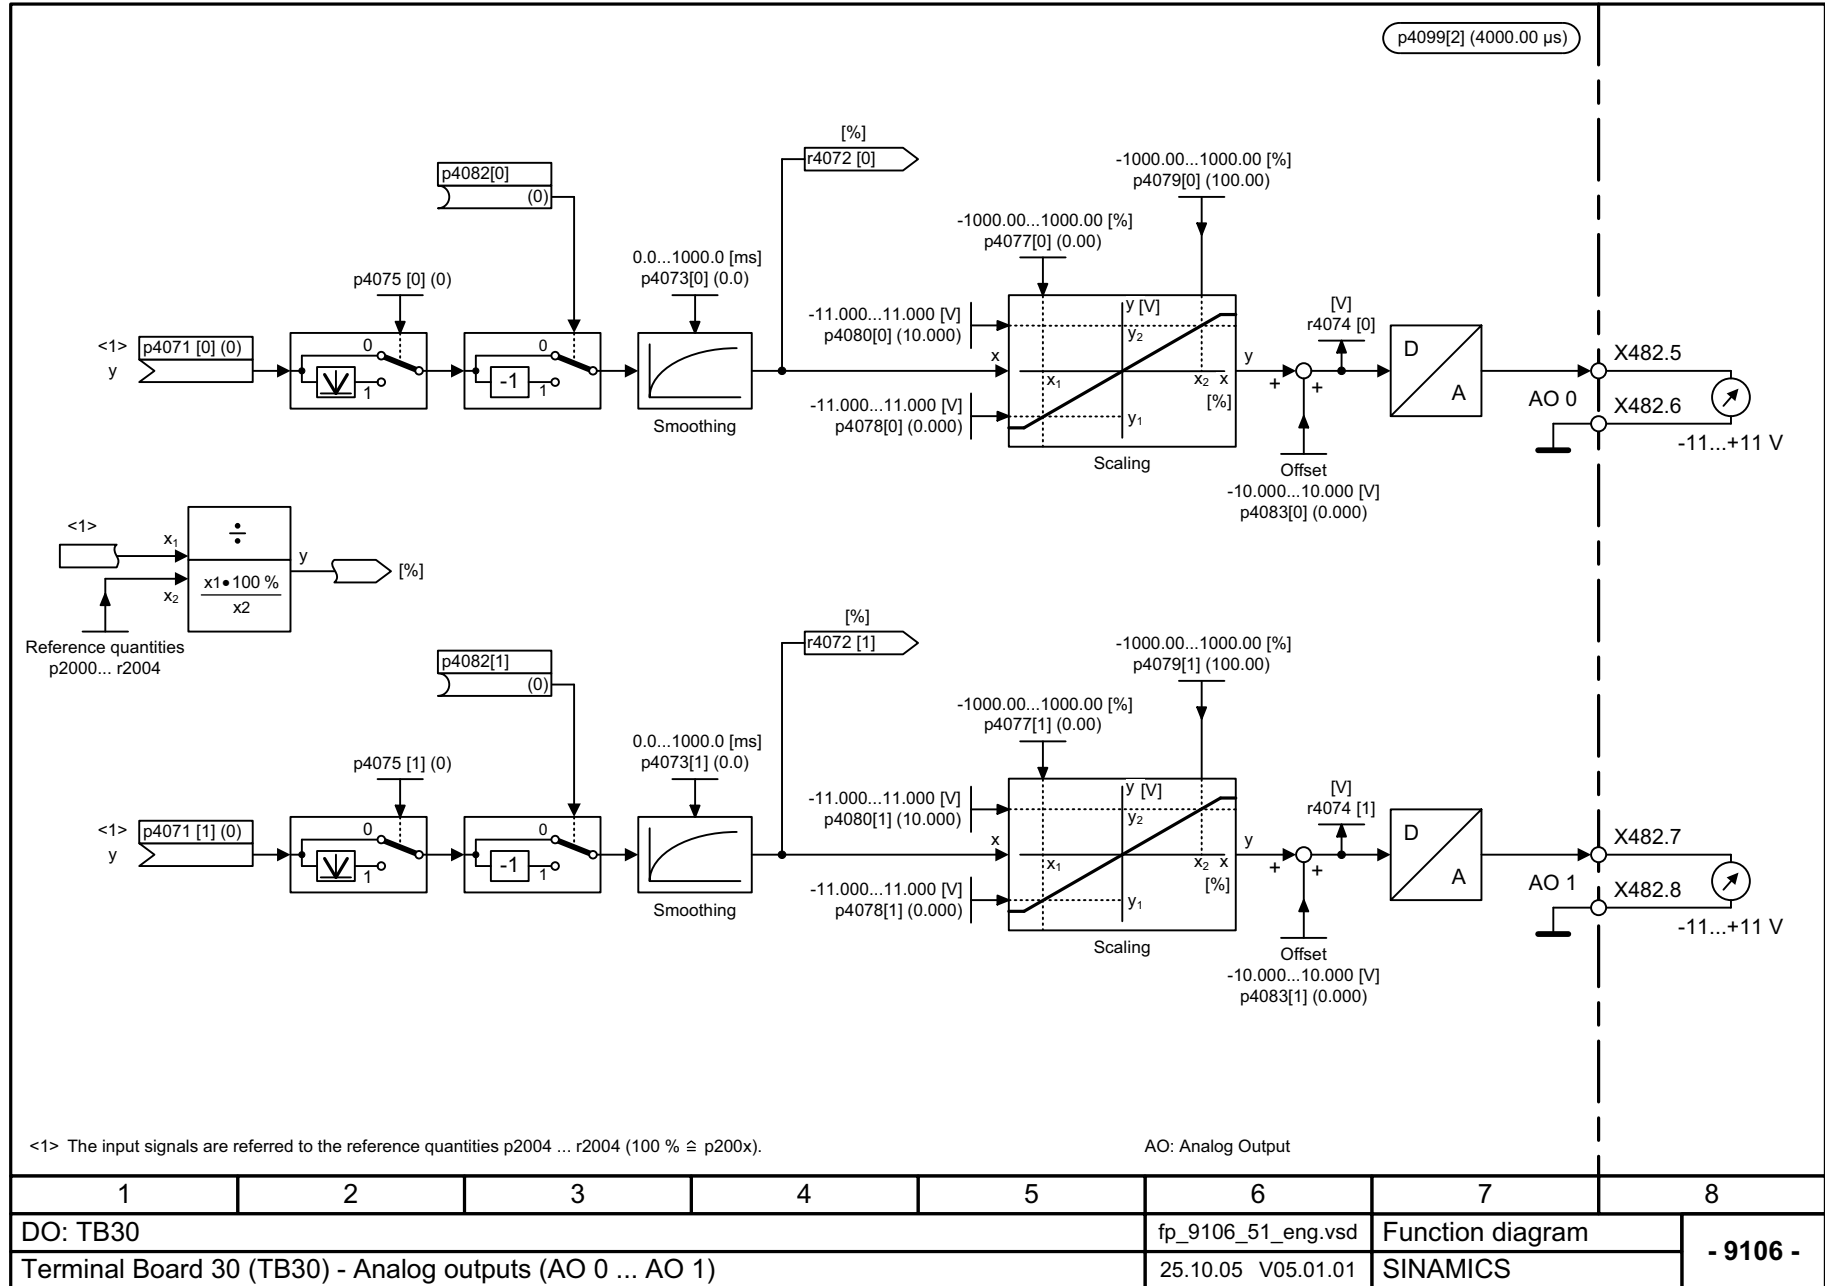 p4099[2] (4000.00 µs)
[%]
r4072 [0]
p4082[0]
(0)
-1000.00...1000.00 [%]
p4079[0] (100.00)
-1000.00...1000.00 [%]
p4077[0] (0.00)
0.0...1000.0 [ms]
p4073[0] (0.0)
p4075 [0] (0)
<1>
y
p4071 [0] (0)
0
1
0
-1
1
Smoothing
-11.000...11.000 [V]
p4080[0] (10.000)
x
-11.000...11.000 [V]
p4078[0] (0.000)
y [V]
y2
x1
x2 x
[%]
y1
Scaling
y
+
+
[V]
r4074 [0]
Offset
-10.000...10.000 [V]
p4083[0] (0.000)
D
A
AO 0
X482.5
X482.6
-11...+11 V
<1>
x1
x2
÷
x1•100 %
x2
y
[%]
Reference quantities
p2000... r2004
[%]
r4072 [1]
p4082[1]
(0)
-1000.00...1000.00 [%]
p4079[1] (100.00)
-1000.00...1000.00 [%]
p4077[1] (0.00)
0.0...1000.0 [ms]
p4073[1] (0.0)
p4075 [1] (0)
<1>
y
p4071 [1] (0)
0
1
0
-1
1
Smoothing
-11.000...11.000 [V]
p4080[1] (10.000)
x
-11.000...11.000 [V]
p4078[1] (0.000)
y [V]
y2
x1
x2 x
[%]
y1
Scaling
y
+
+
[V]
r4074 [1]
Offset
-10.000...10.000 [V]
p4083[1] (0.000)
D
A
AO 1
X482.7
X482.8
-11...+11 V
<1> The input signals are referred to the reference quantities p2004 ... r2004 (100 % ≙ p200x).
AO: Analog Output
1 2 3 4 5 6 7 8
DO: TB30
fp_9106_51_eng.vsd
Function diagram
- 9106 -
Terminal Board 30 (TB30) - Analog outputs (AO 0 ... AO 1)
25.10.05 V05.01.01
SINAMICS